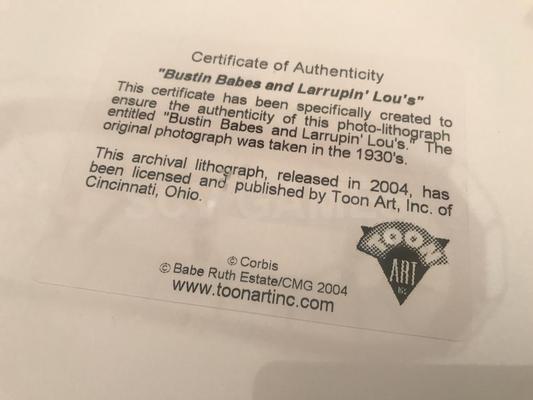 Certificate of Authenticity
"Bustin Babes and Larrupin' Lou's"
This certificate has been specifically created to
ensure the authenticity of this photo-lithograph
entitled "Bustin Babes and Larrupin' Lou's." The
original photograph was taken in the 1930's.
This archival lithograph, released in 2004, has
been licensed and published by Toon Art, Inc. of
Cincinnati, Ohio.
© Corbis
© Babe Ruth Estate/CMG 2004
www.toonartinc.com
TOON
ART